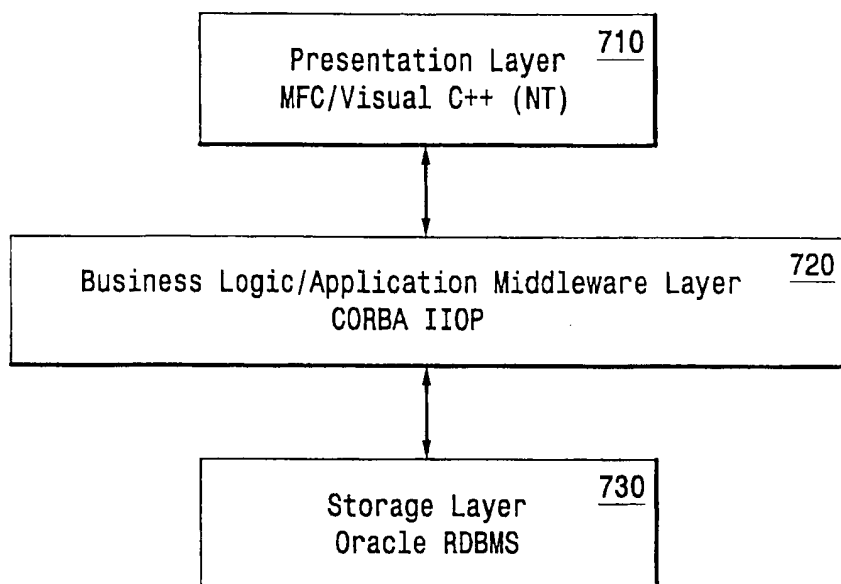 710
Presentation Layer
MFC/Visual C++ (NT)
720
Business Logic/Application Middleware Layer
CORBA IIOP
730
Storage Layer
Oracle RDBMS